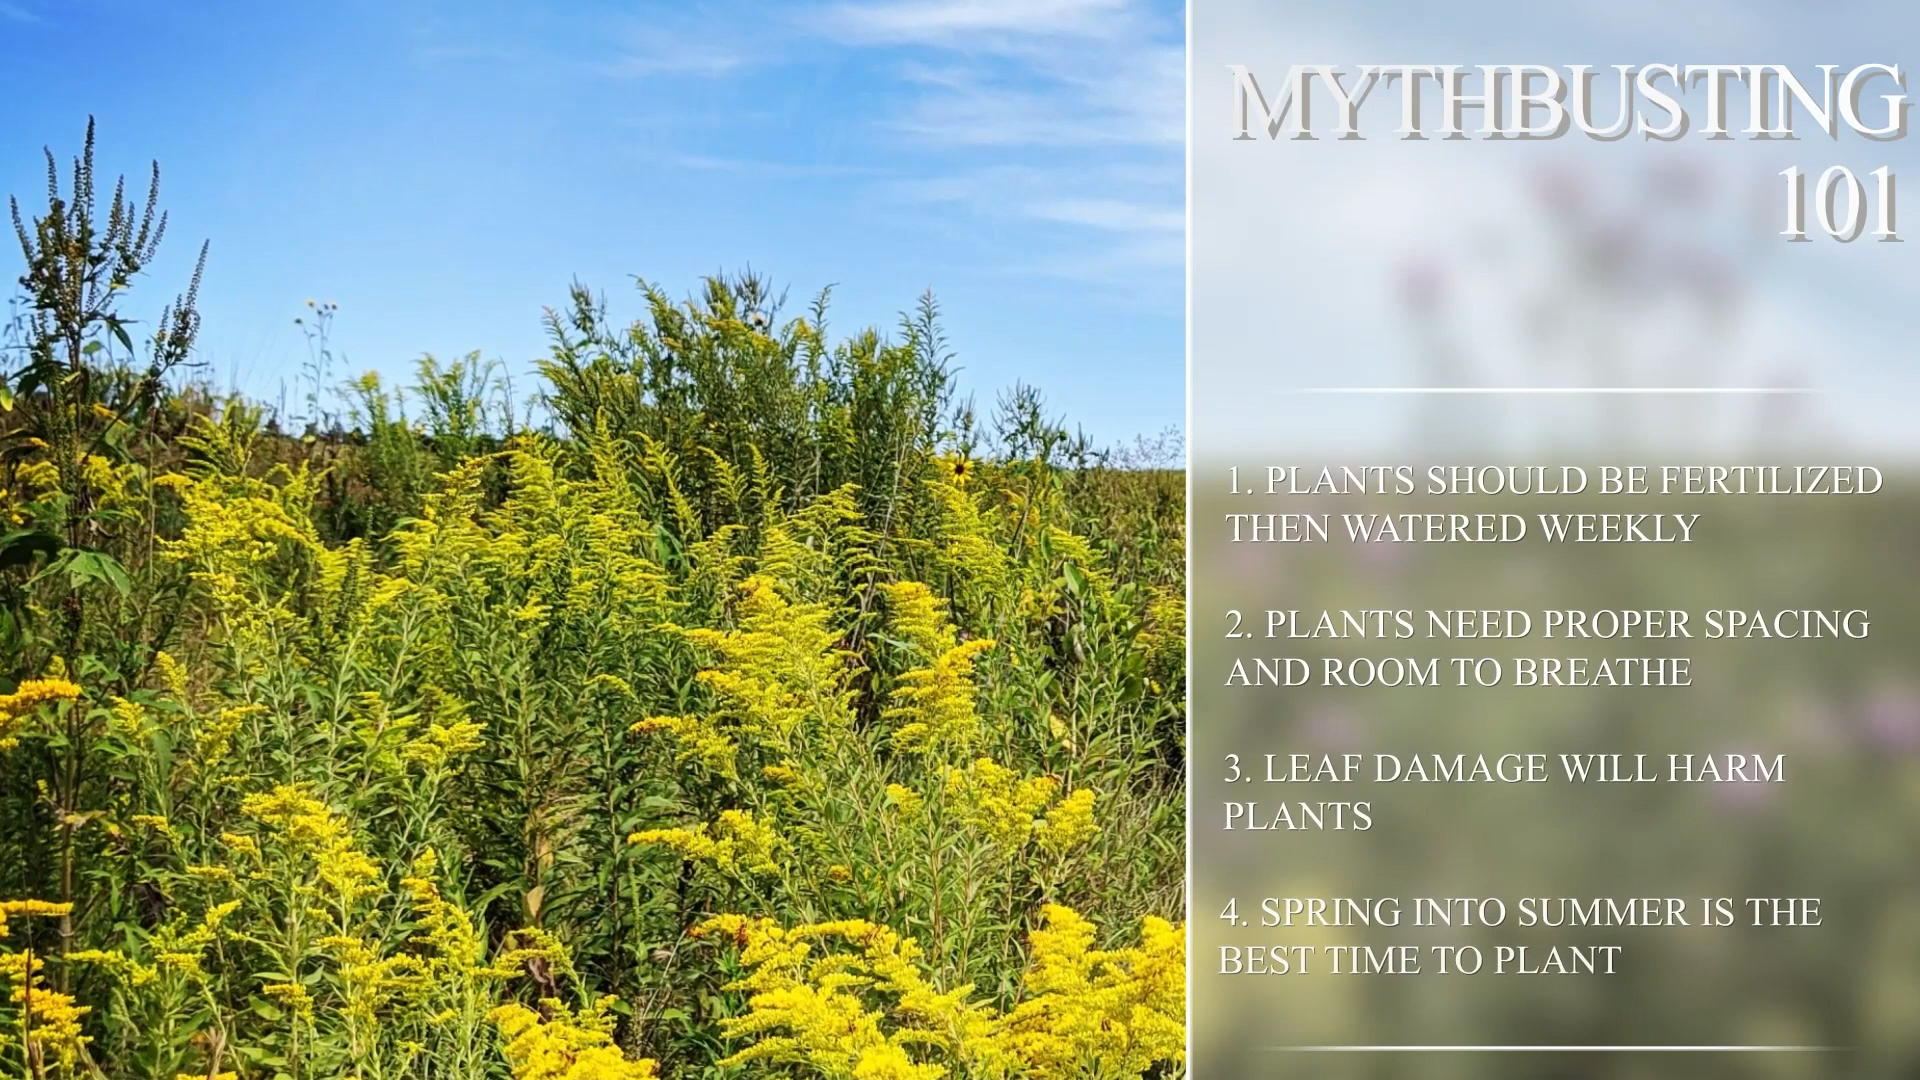 MYTHBUSTING
101
1. PLANTS SHOULD BE FERTILIZED
THEN WATERED WEEKLY
2. PLANTS NEED PROPER SPACING
AND ROOM TO BREATHE
3. LEAF DAMAGE WILL HARM
PLANTS
4. SPRING INTO SUMMER IS THE
BEST TIME TO PLANT